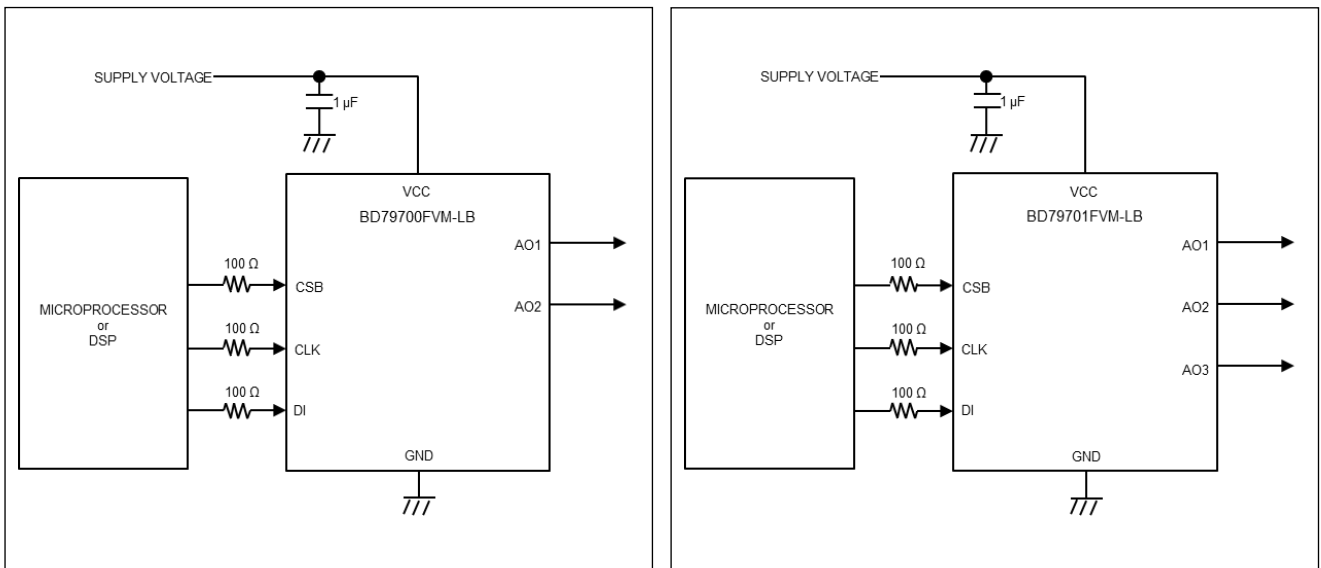 SUPPLY VOLTAGE
1 µF
VCC
BD79700FVM-LB
AO1
100 Ω
CSB
AO2
MICROPROCESSOR
or
DSP
100 Ω
CLK
100 Ω
DI
GND
SUPPLY VOLTAGE
1 µF
VCC
BD79701FVM-LB
AO1
100 Ω
CSB
AO2
MICROPROCESSOR
or
DSP
100 Ω
CLK
AO3
100 Ω
DI
GND